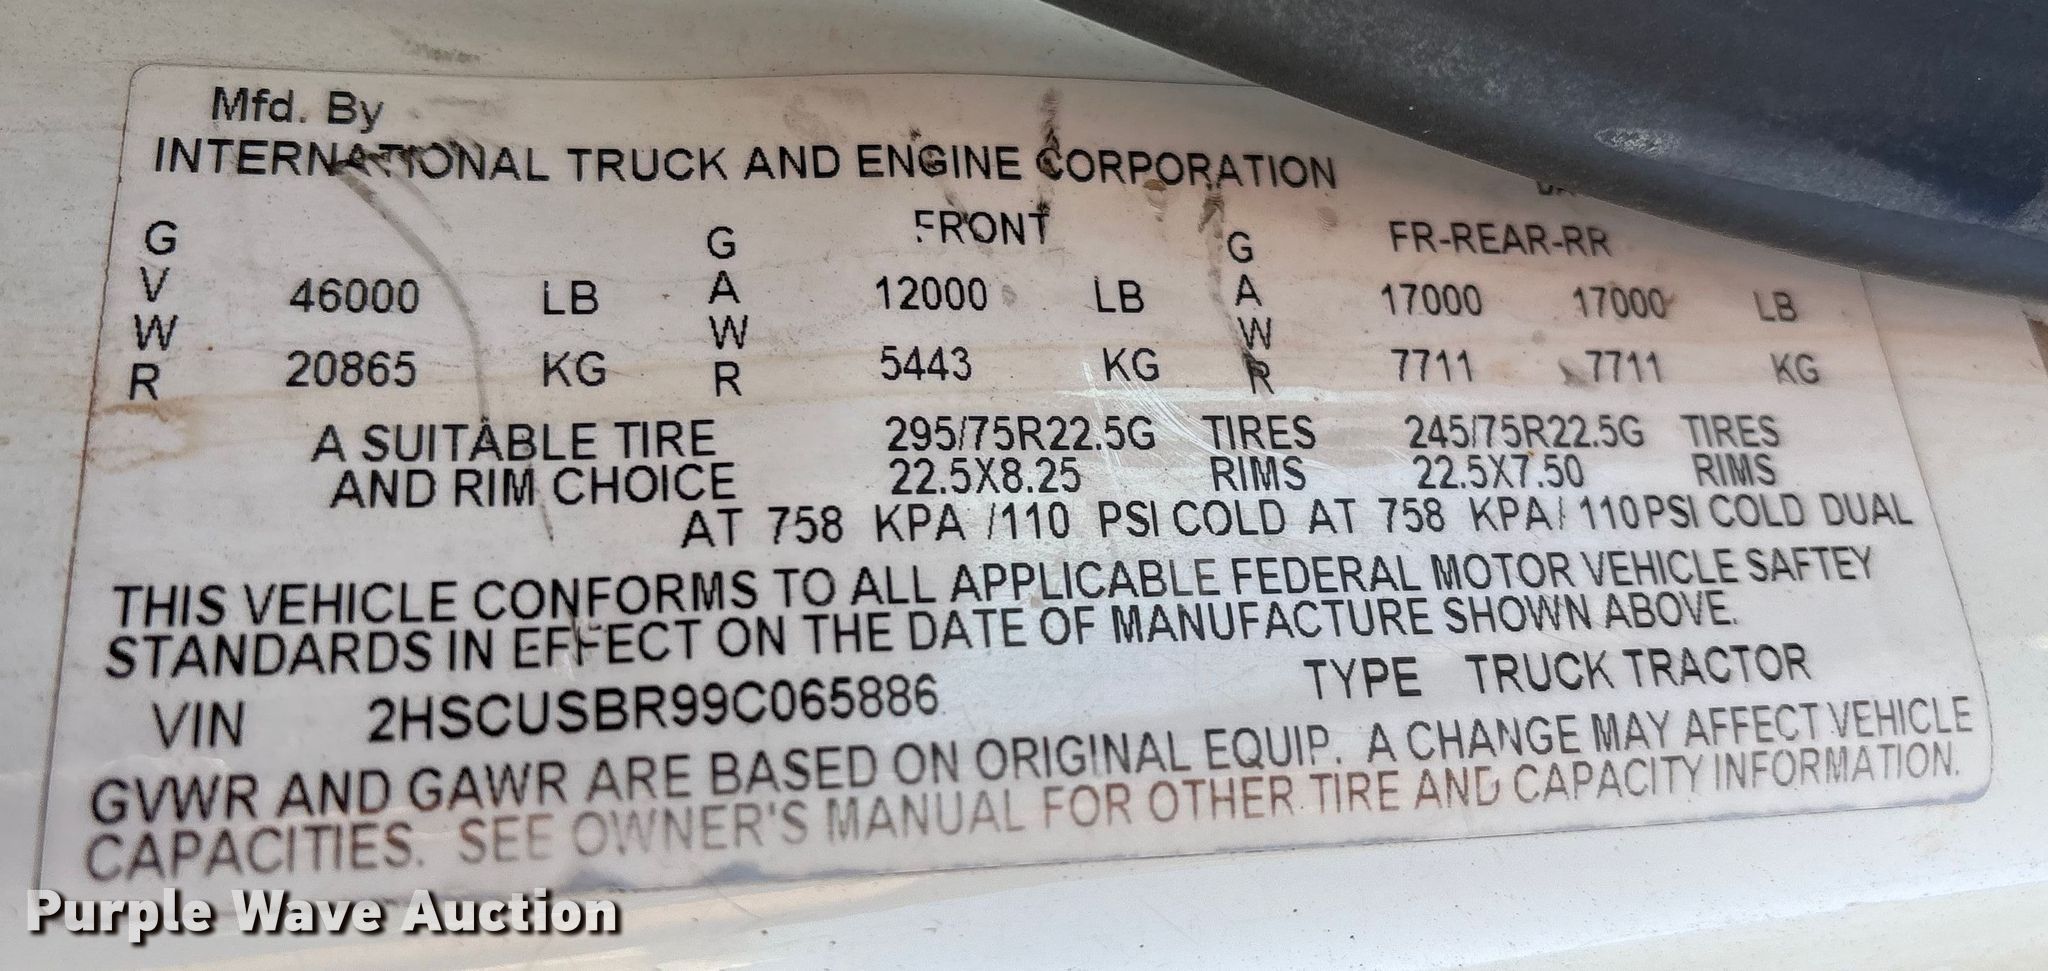 Mfd. By
INTERNATIONAL TRUCK AND ENGINE CORPORATION
GVWR 46000 LB GAWR FRONT 12000 LB GAWR FR-REAR-RR 17000 17000 LB
20865 KG 5443 KG 7711 7711 KG
A SUITABLE TIRE 295/75R22.5G TIRES 245/75R22.5G TIRES
AND RIM CHOICE 22.5X8.25 RIMS 22.5X7.50 RIMS
AT 758 KPA /110 PSI COLD AT 758 KPA/ 110PSI COLD DUAL
THIS VEHICLE CONFORMS TO ALL APPLICABLE FEDERAL MOTOR VEHICLE SAFTEY
STANDARDS IN EFFECT ON THE DATE OF MANUFACTURE SHOWN ABOVE.
VIN 2HSCUSBR99C065886 TYPE TRUCK TRACTOR
GVWR AND GAWR ARE BASED ON ORIGINAL EQUIP. A CHANGE MAY AFFECT VEHICLE
CAPACITIES. SEE OWNER'S MANUAL FOR OTHER TIRE AND CAPACITY INFORMATION.
Purple Wave Auction